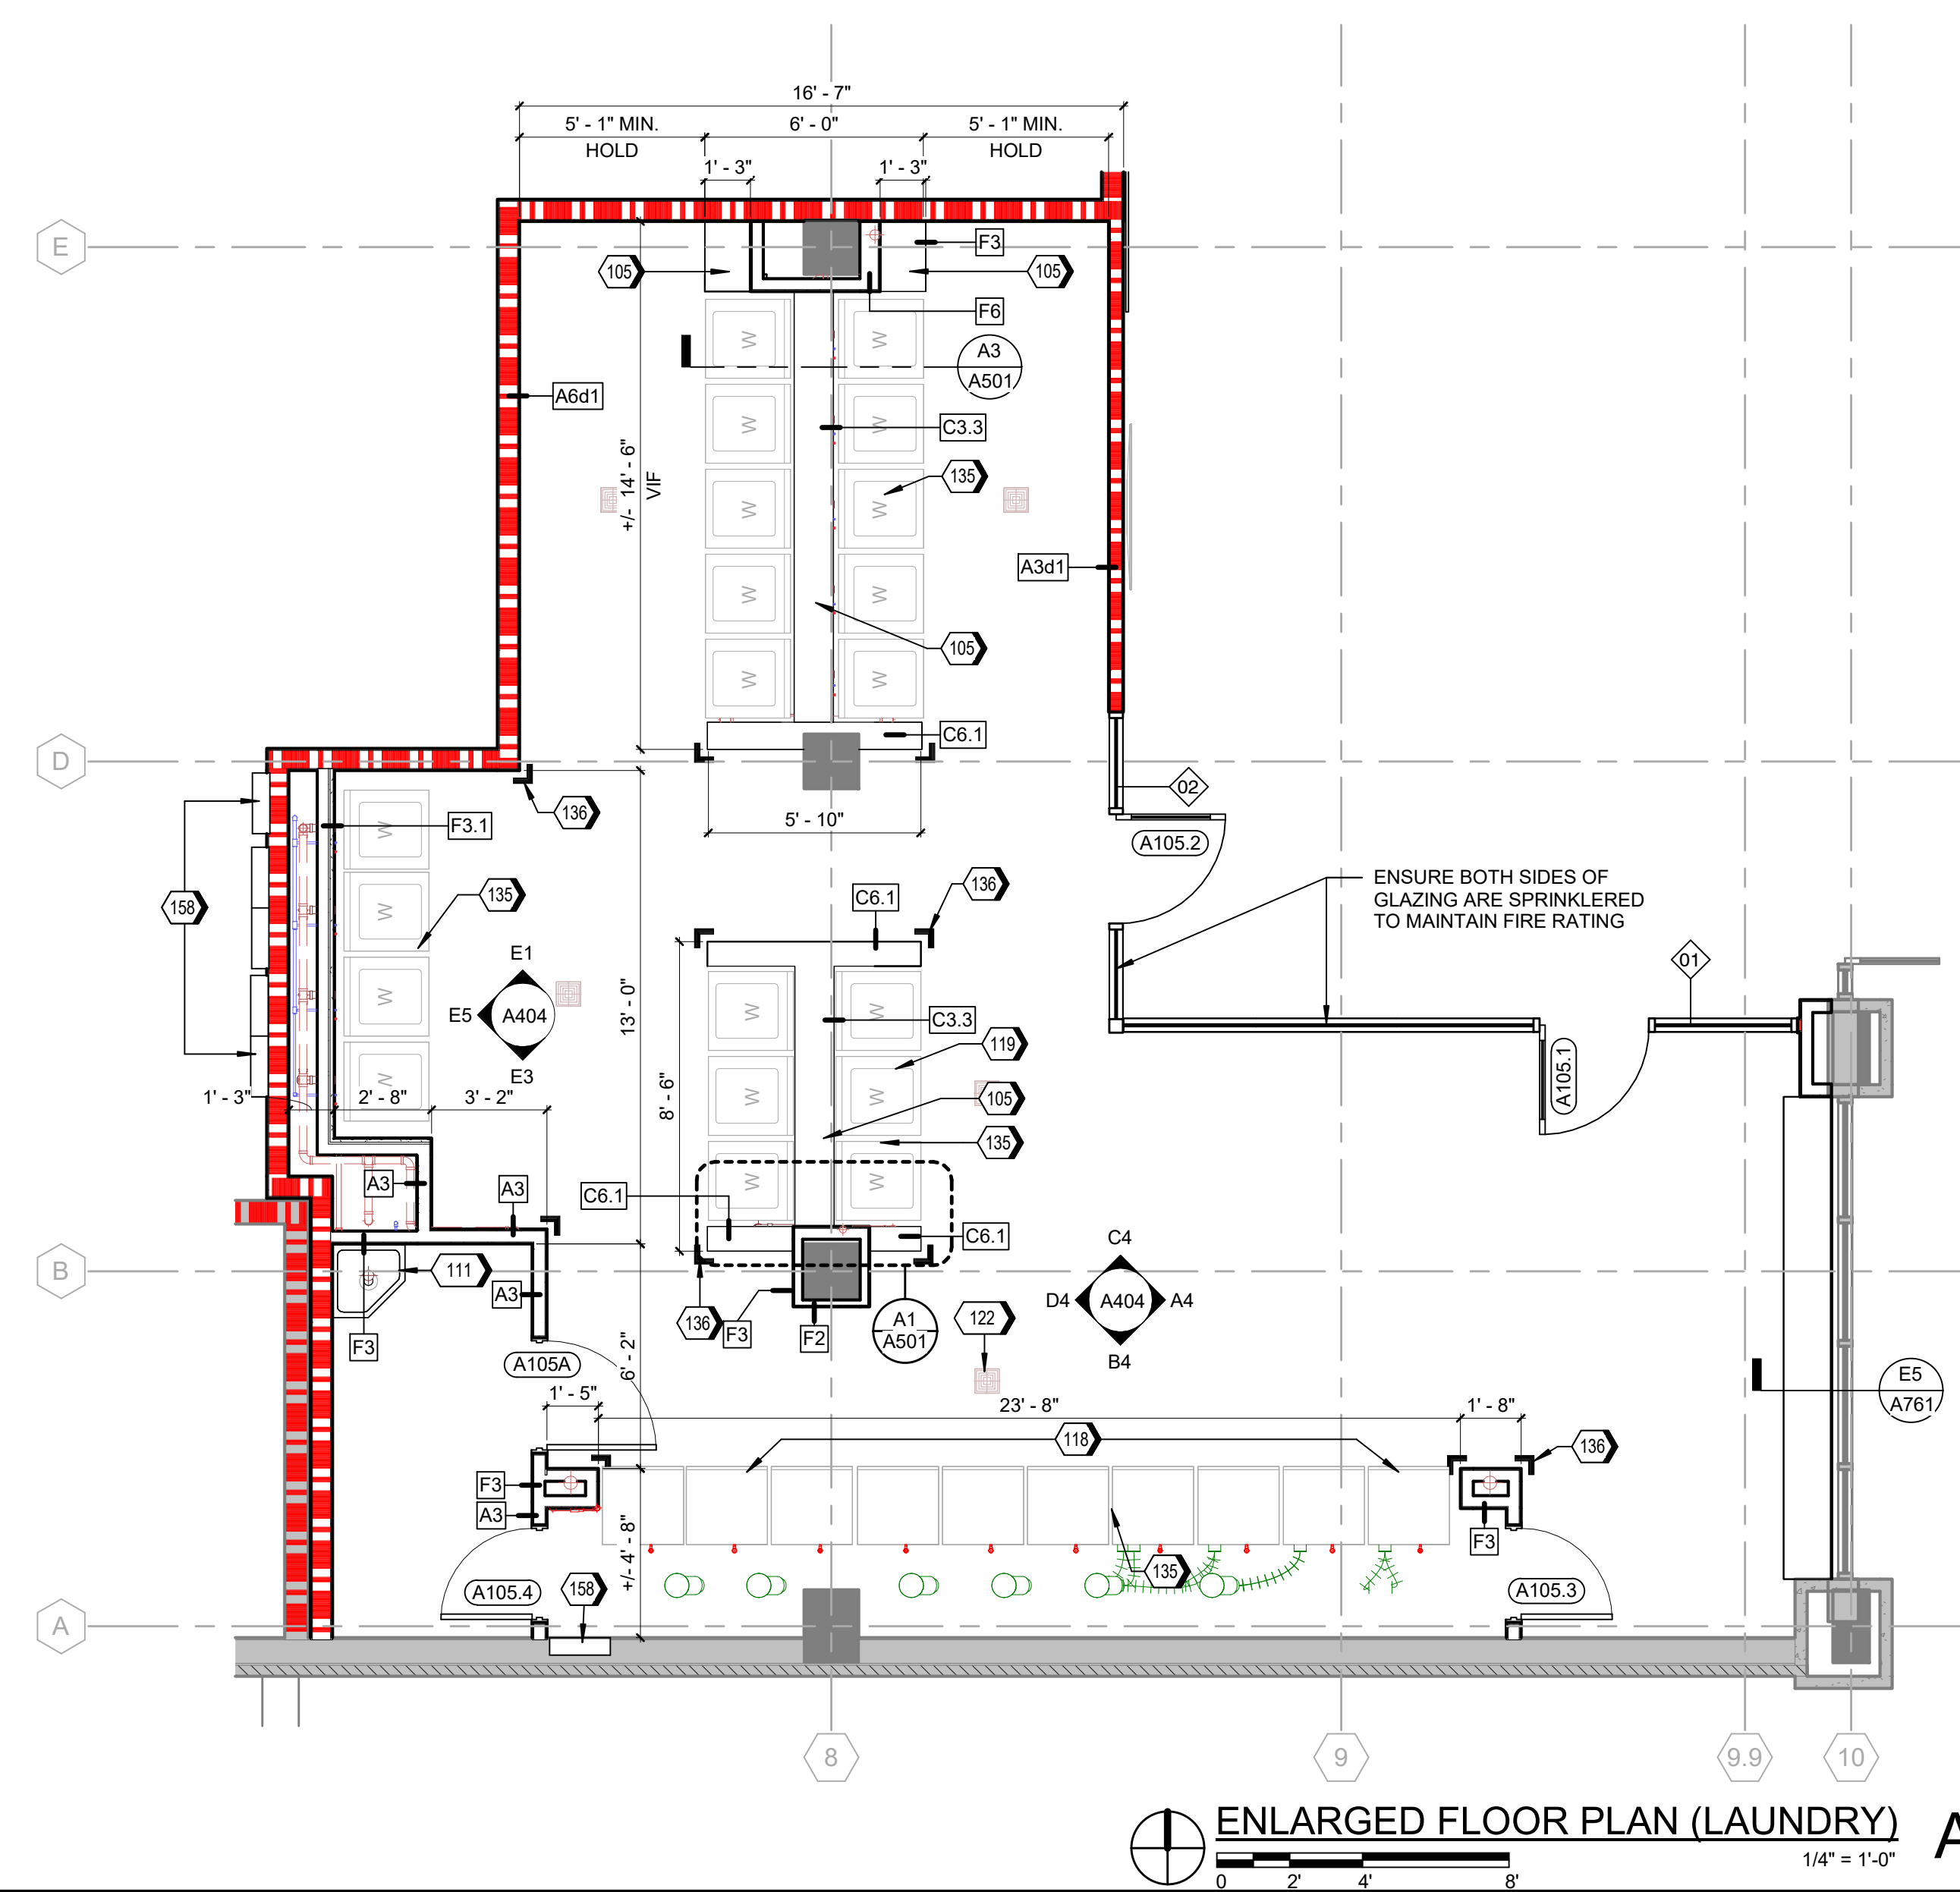 16' - 7"
5' - 1" MIN.
HOLD
6' - 0"
5' - 1" MIN.
HOLD
1' - 3"
1' - 3"
E
F3
105
105
F6
W
W
A3
A501
A6d1
W
W
C3.3
+/- 14' - 6"
VIF
135
W
W
A3d1
W
W
105
W
W
C6.1
D
02
136
5' - 10"
A105.2
F3.1
W
ENSURE BOTH SIDES OF
GLAZING ARE SPRINKLERED
TO MAINTAIN FIRE RATING
135
136
C6.1
158
W
E1
E5
A404
E3
01
13' - 0"
W
W
W
C3.3
119
W
1' - 3"
2' - 8"
3' - 2"
8' - 6"
W
W
105
A105.1
135
A3
A3
C6.1
W
W
C6.1
C4
D4
A404
A4
B4
B
111
A3
136
F3
F2
A1
A501
122
F3
A105A
6' - 2"
E5
A761
1' - 5"
23' - 8"
1' - 8"
118
136
F3
A3
F3
+/- 4' - 8"
A105.4
158
135
A105.3
A
8
9
9.9
10
ENLARGED FLOOR PLAN (LAUNDRY)
A
1/4" = 1'-0"
0
2'
4'
8'